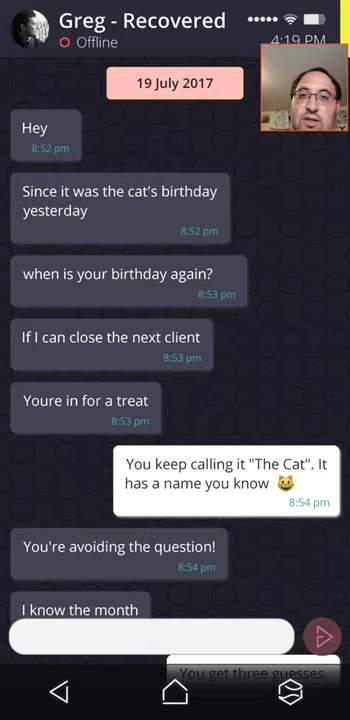 Greg - Recovered
Offline
4:19 PM
19 July 2017
Hey
8:52 pm
Since it was the cat's birthday
yesterday
8:52 pm
when is your birthday again?
8:53 pm
If I can close the next client
8:53 pm
Youre in for a treat
8:53 pm
You keep calling it "The Cat". It
has a name you know 😸
8:54 pm
You're avoiding the question!
8:54 pm
I know the month
You get three guesses.